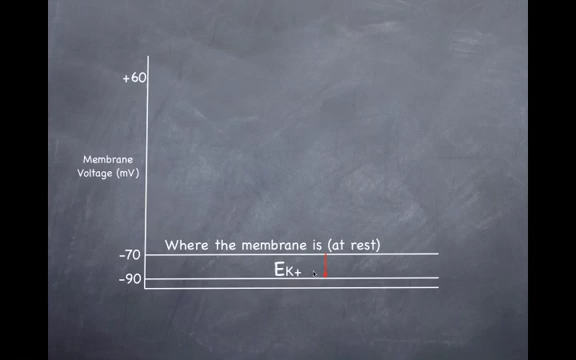 +60
Membrane
Voltage (mV)
Where the membrane is (at rest)
-70
EK+
-90